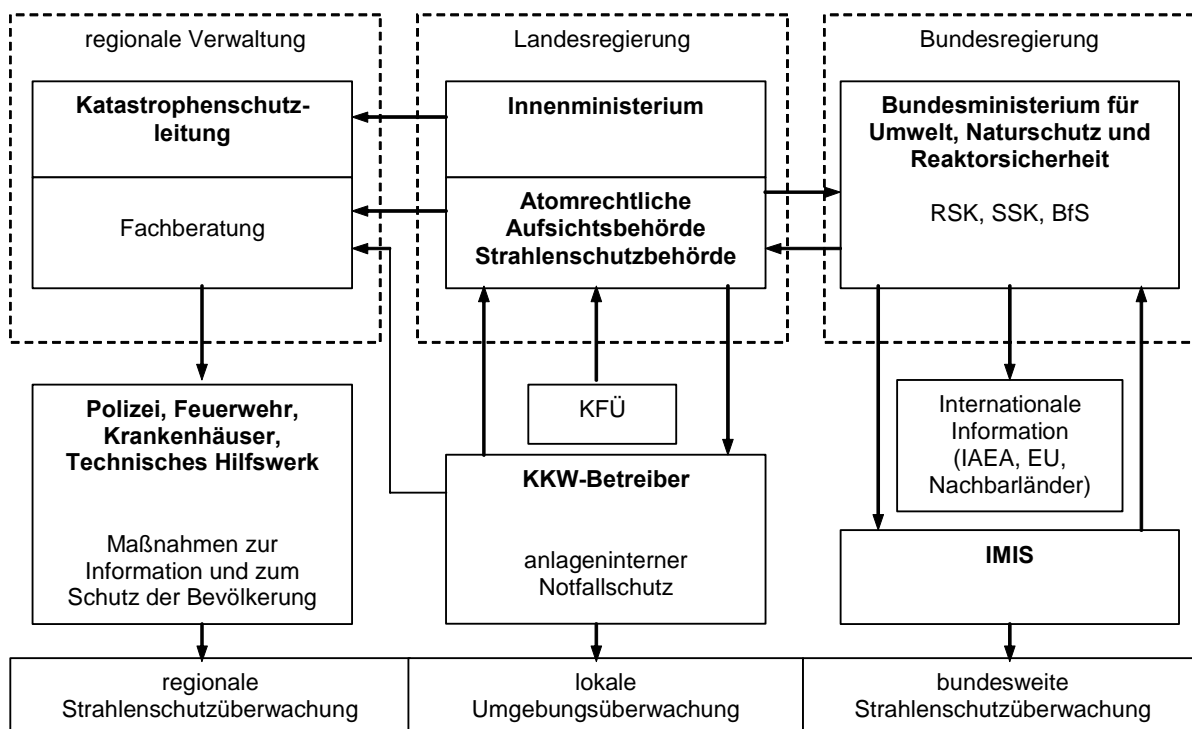 regionale Verwaltung
Katastrophenschutz-
leitung
Fachberatung
Polizei, Feuerwehr,
Krankenhäuser,
Technisches Hilfswerk
Maßnahmen zur
Information und zum
Schutz der Bevölkerung
regionale
Strahlenschutzüberwachung
Landesregierung
Innenministerium
Atomrechtliche
Aufsichtsbehörde
Strahlenschutzbehörde
KFÜ
KKW-Betreiber
anlageninterner
Notfallschutz
lokale
Umgebungsüberwachung
Bundesregierung
Bundesministerium für
Umwelt, Naturschutz und
Reaktorsicherheit
RSK, SSK, BfS
Internationale
Information
(IAEA, EU,
Nachbarländer)
IMIS
bundesweite
Strahlenschutzüberwachung